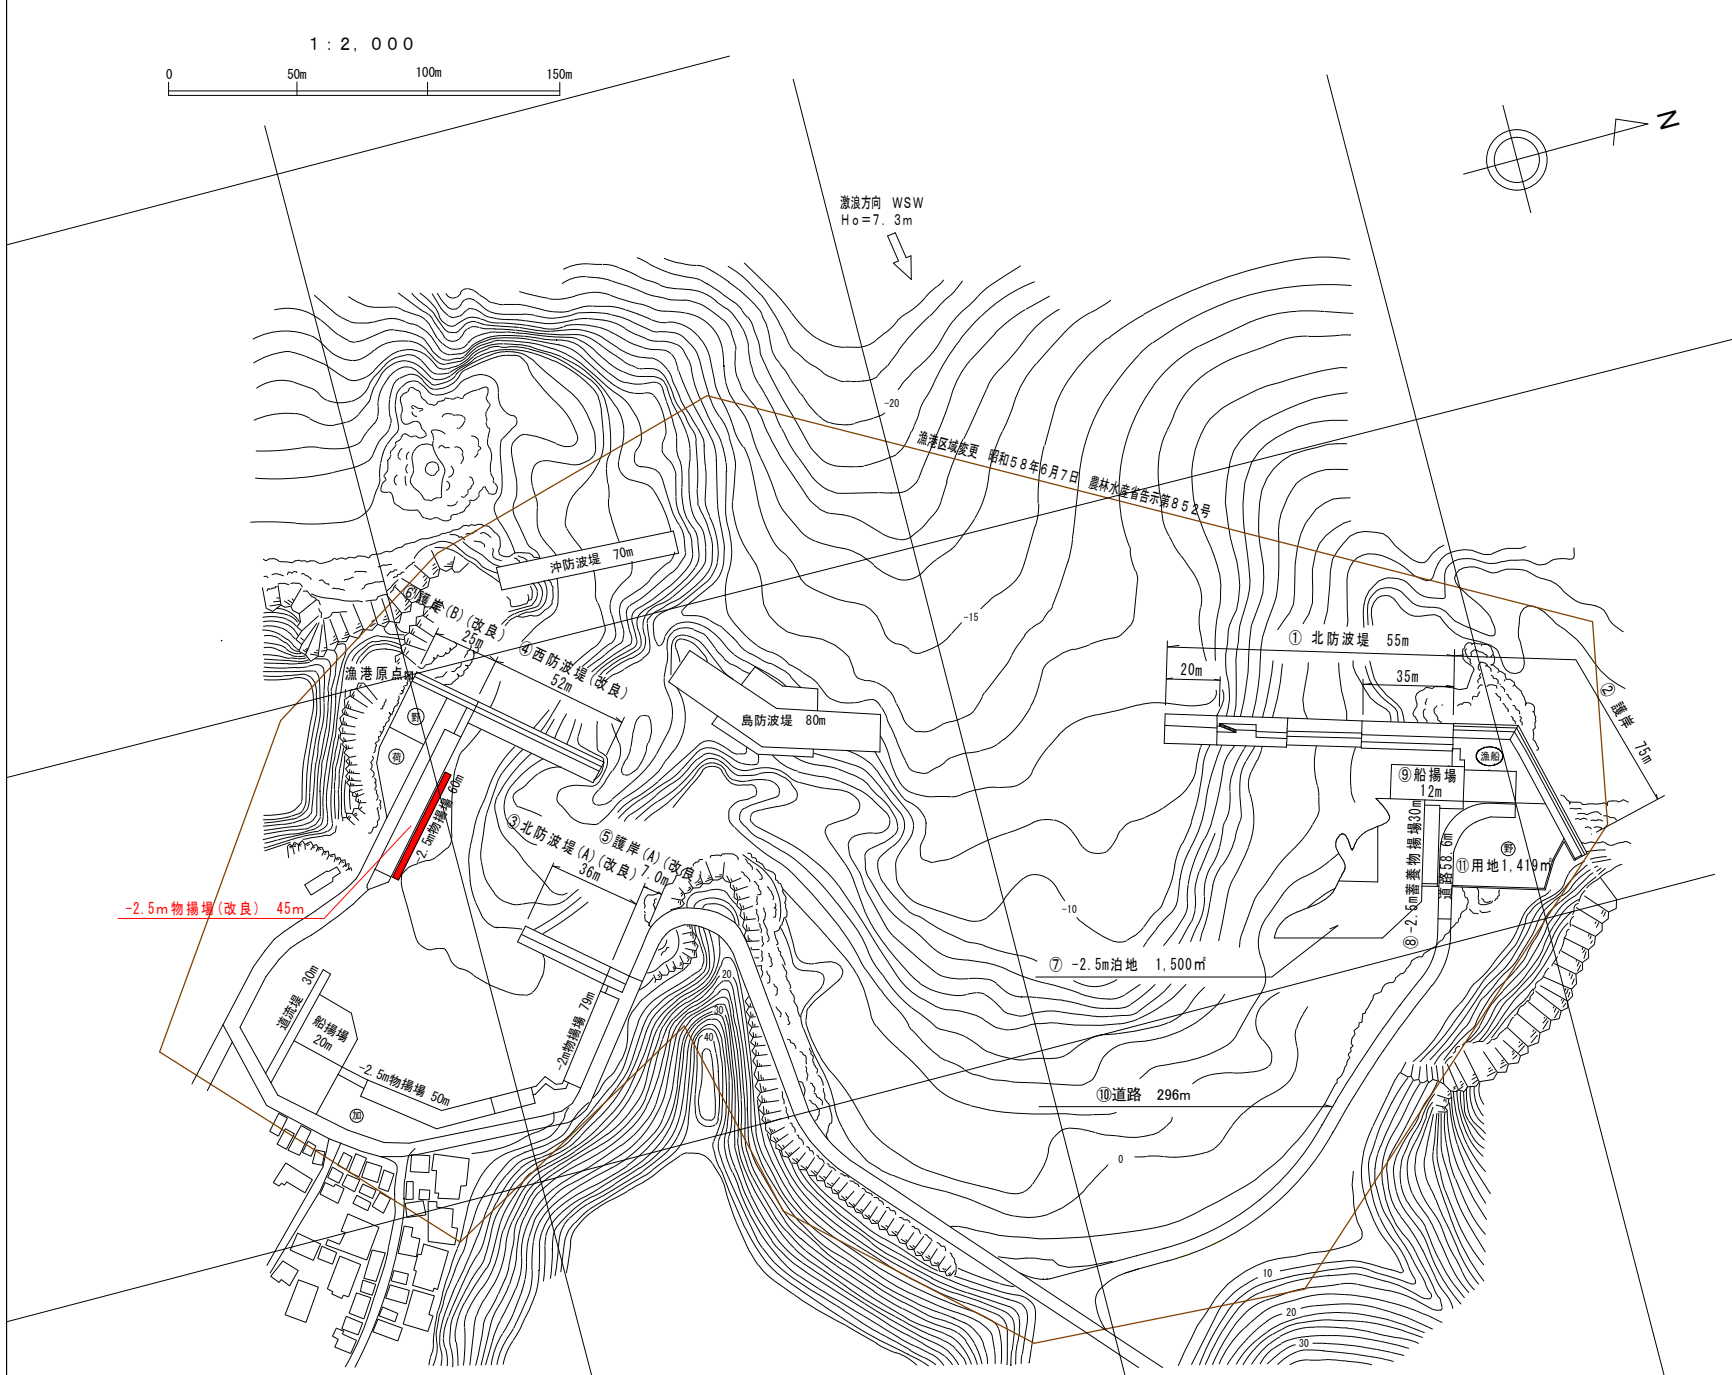 1:2,000
0 50m 100m 150m
N
激浪方向 WSW
Ho=7.3m
-20
漁港区域変更 昭和58年6月7日 農林水産省告示第852号
沖防波堤 70m
⑥護岸(B)(改良)
25m
④西防波堤(改良)
52m
-15
①北防波堤 55m
20m
35m
②護岸 75m
漁港原点
野
荷
島防波堤 80m
漁船
⑨船揚場
12m
-2.5m物揚場 60m
③北防波堤(A)(改良)
36m
⑤護岸(A)(改良)
7.0m
⑧-2.5m蓄養物揚場30m
道路58.6m
野
⑪用地1,419㎡
-2.5m物揚場(改良) 45m
-10
⑦ -2.5m泊地 1,500㎡
道流堤 30m
船揚場
20m
-2m物揚場 79m
20
30
40
-2.5m物揚場 50m
加
⑩道路 296m
0
10
20
30